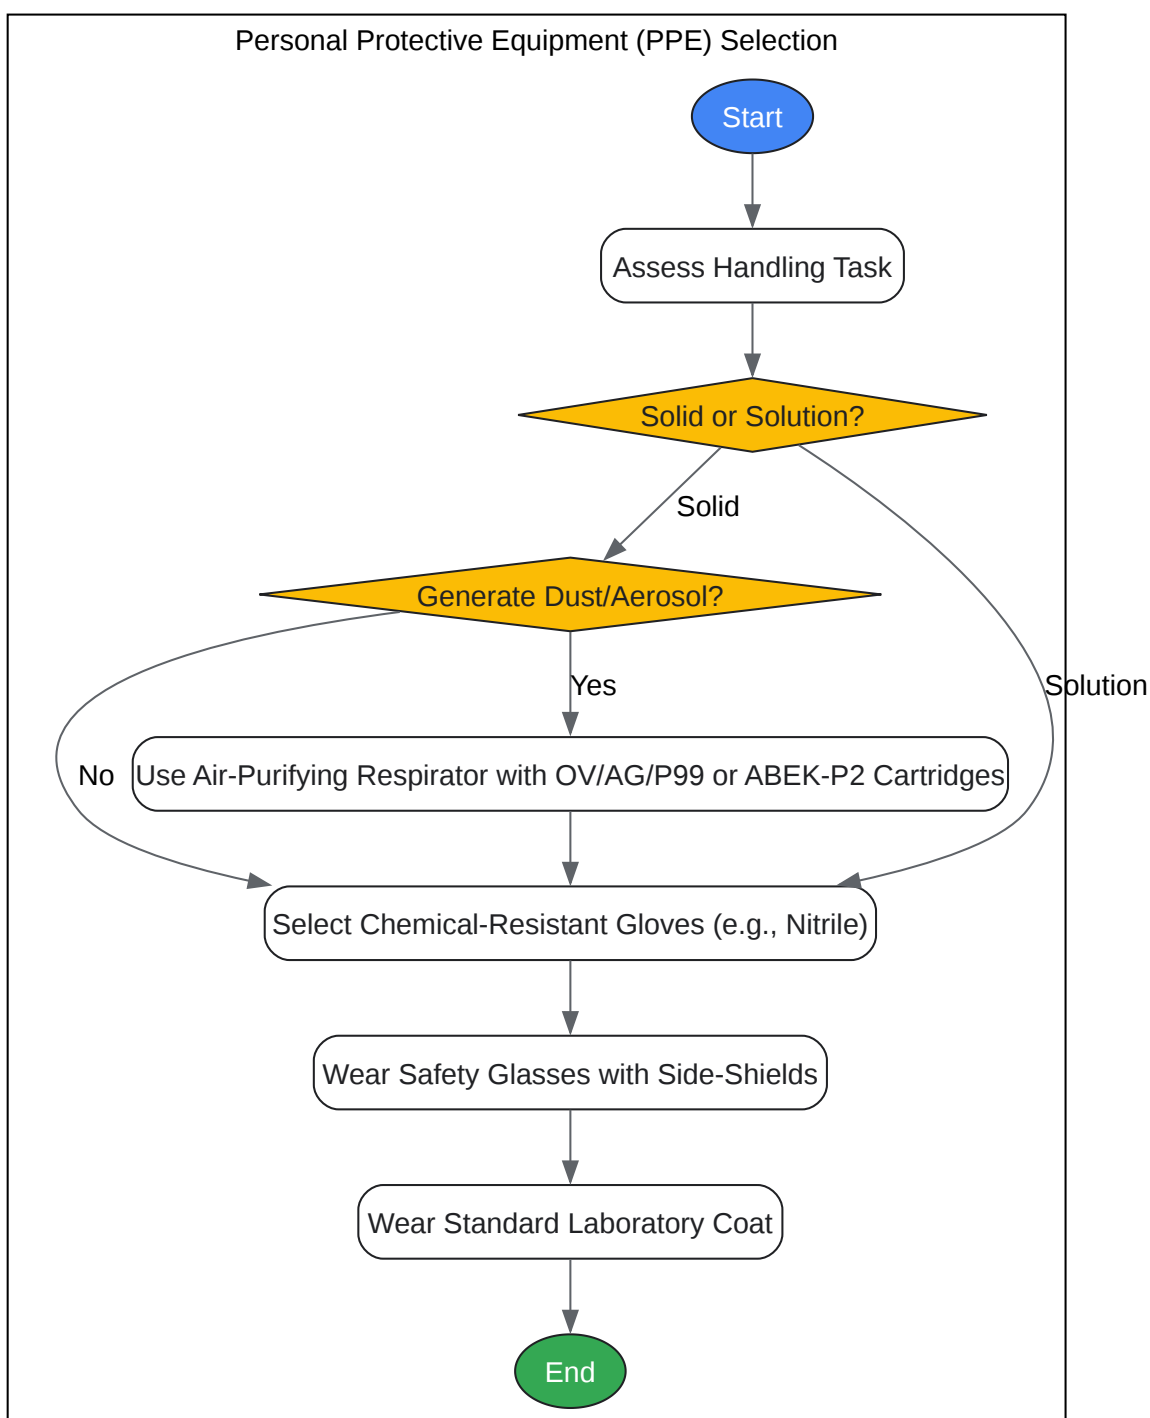 Personal Protective Equipment (PPE) Selection
Start
Assess Handling Task
Solid or Solution?
Solid
Generate Dust/Aerosol?
Yes
Solution
No
Use Air-Purifying Respirator with OV/AG/P99 or ABEK-P2 Cartridges
Select Chemical-Resistant Gloves (e.g., Nitrile)
Wear Safety Glasses with Side-Shields
Wear Standard Laboratory Coat
End